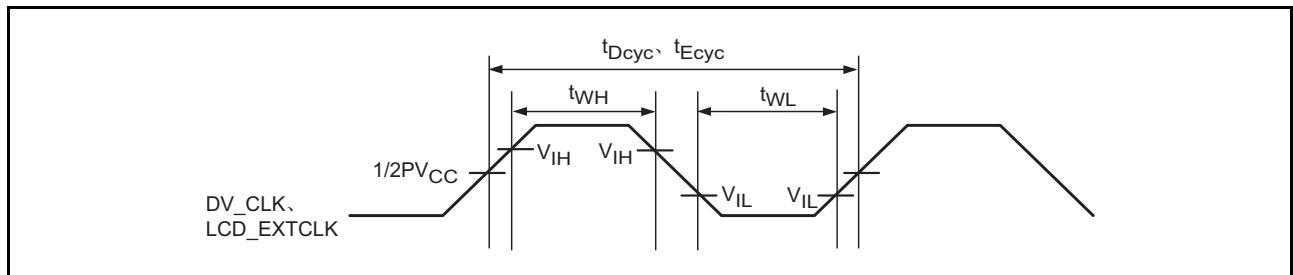 tDcyc、tEcyc
tWH
tWL
VIH
VIH
1/2PVCC
VIL
VIL
DV_CLK、
LCD_EXTCLK